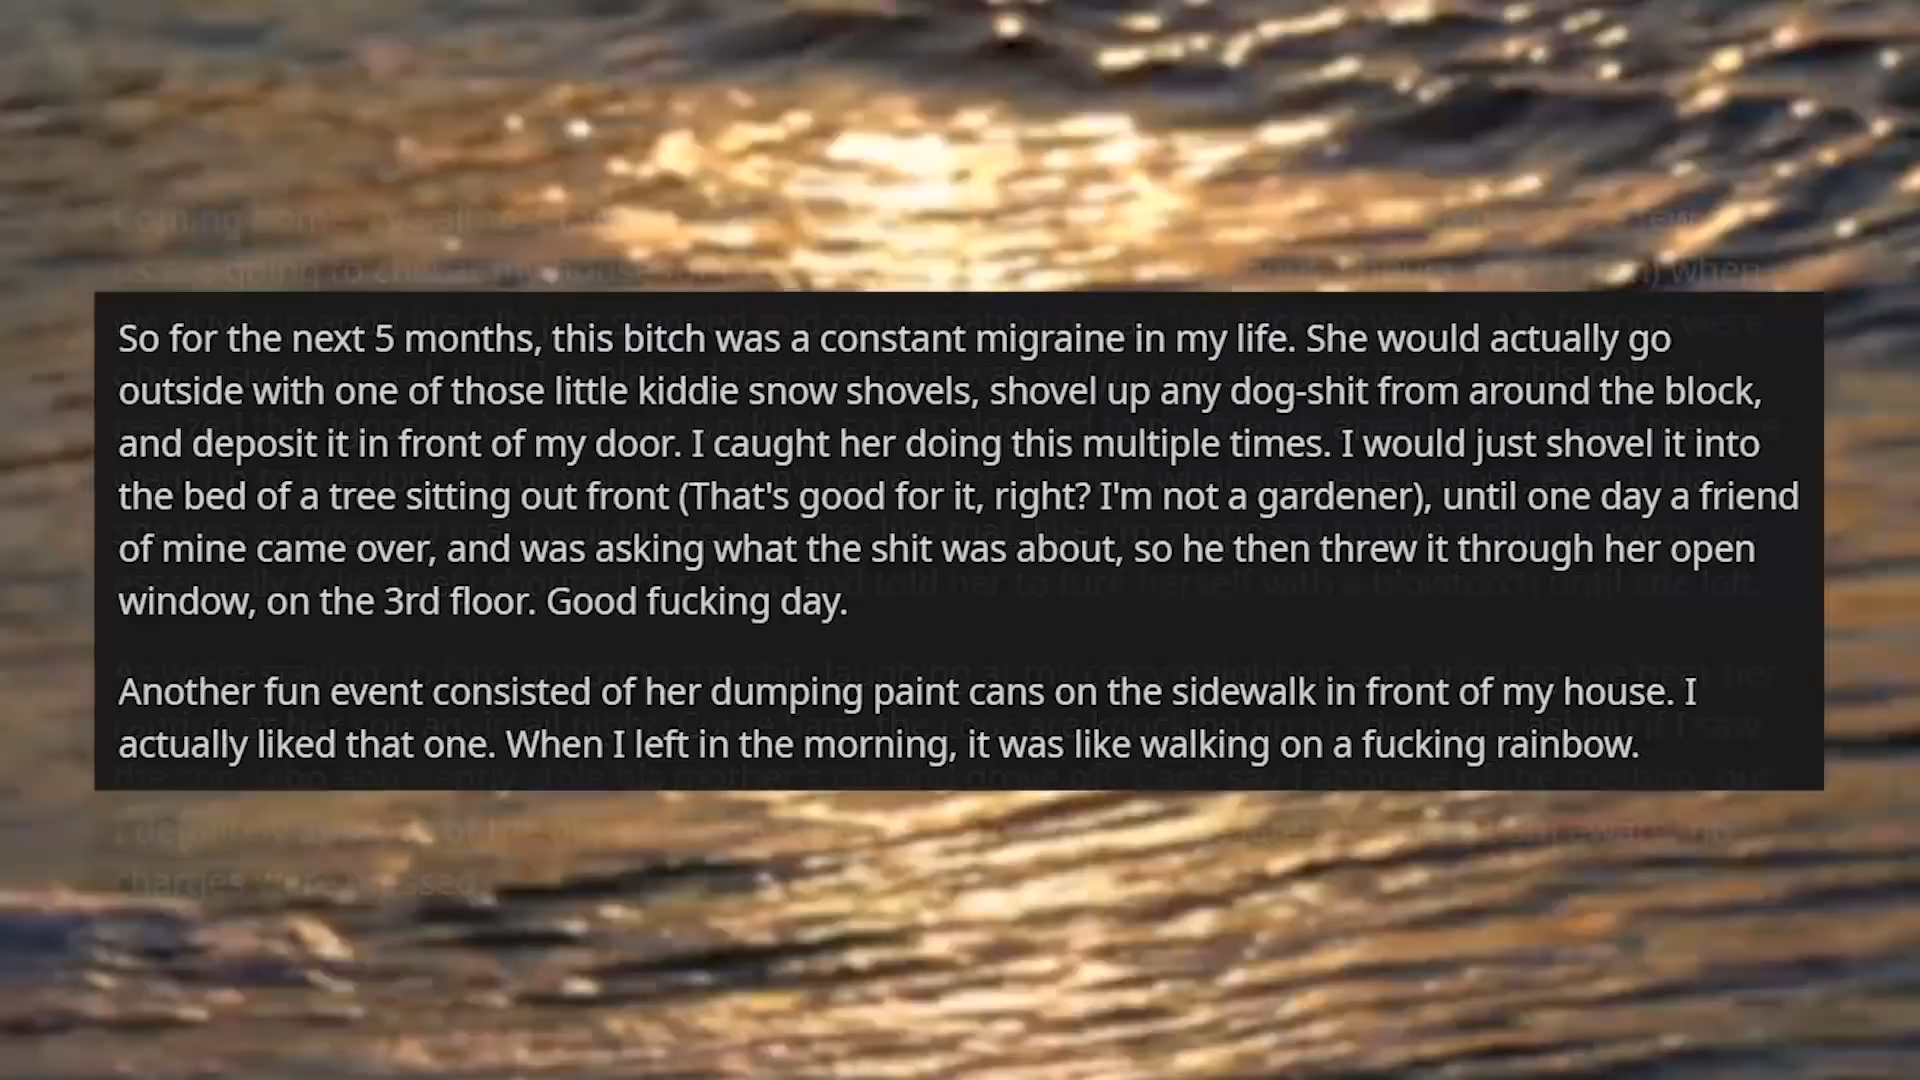 So for the next 5 months, this bitch was a constant migraine in my life. She would actually go
outside with one of those little kiddie snow shovels, shovel up any dog-shit from around the block,
and deposit it in front of my door. I caught her doing this multiple times. I would just shovel it into
the bed of a tree sitting out front (That's good for it, right? I'm not a gardener), until one day a friend
of mine came over, and was asking what the shit was about, so he then threw it through her open
window, on the 3rd floor. Good fucking day.
Another fun event consisted of her dumping paint cans on the sidewalk in front of my house. I
actually liked that one. When I left in the morning, it was like walking on a fucking rainbow.